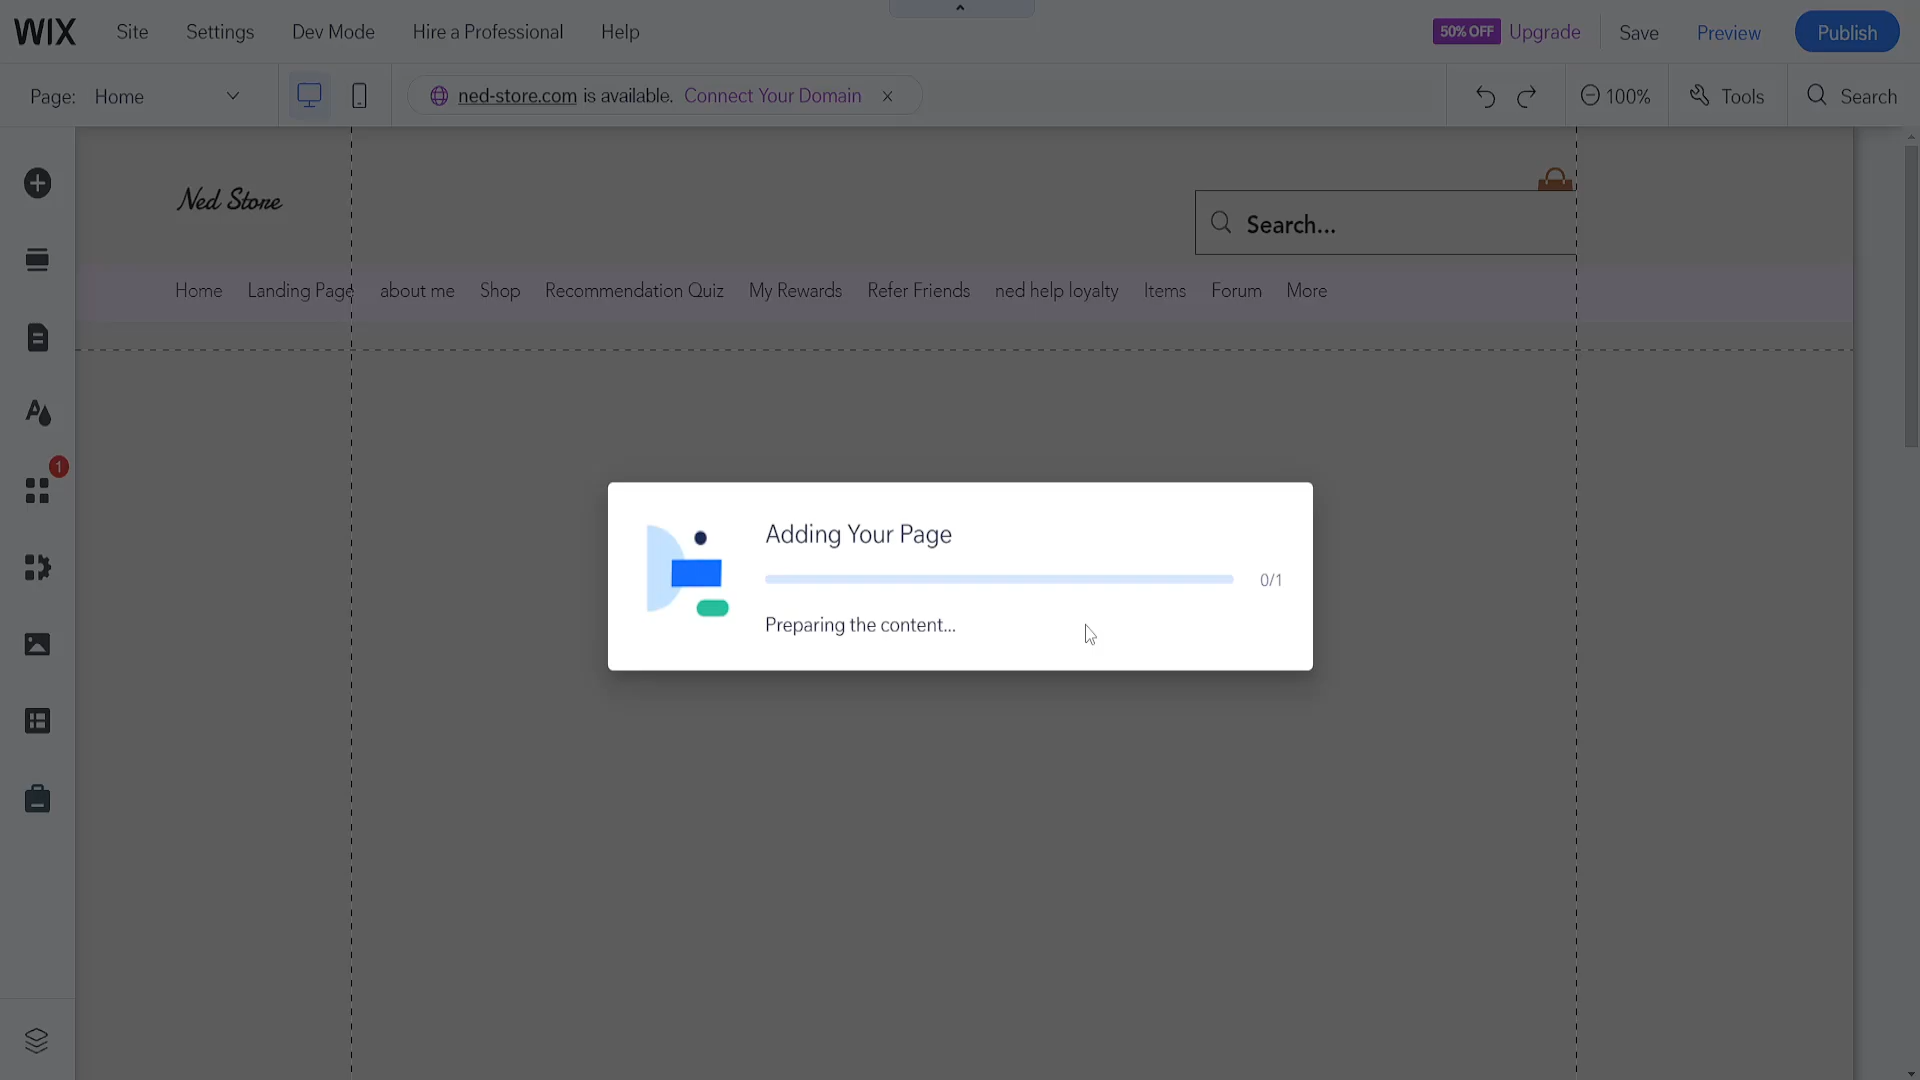 WIX Site Settings Dev Mode Hire a Professional Help 50% OFF Upgrade Save Preview Publish
Page: Home ned-store.com is available. Connect Your Domain 100% Tools Search
Ned Store
Search...
Home Landing Page about me Shop Recommendation Quiz My Rewards Refer Friends ned help loyalty Items Forum More
1
Adding Your Page
0/1
Preparing the content...